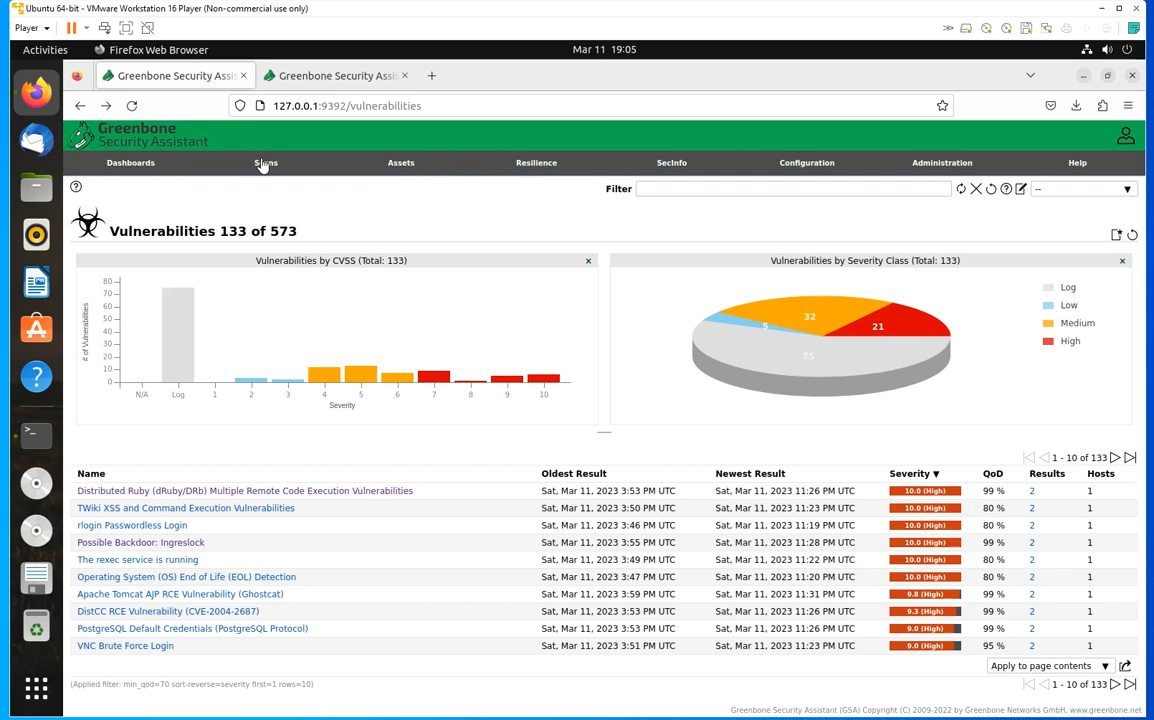 Ubuntu 64-bit - VMware Workstation 16 Player (Non-commercial use only)
Player
Activities Firefox Web Browser Mar 11 19:05
Greenbone Security Assis Greenbone Security Assis
127.0.0.1:9392/vulnerabilities
Greenbone
Security Assistant
Dashboards Scans Assets Resilience SecInfo Configuration Administration Help
Filter --
Vulnerabilities 133 of 573
Vulnerabilities by CVSS (Total: 133)
80
70
60
50
40
30
20
10
0
# of Vulnerabilities
N/A Log 1 2 3 4 5 6 7 8 9 10
Severity
Vulnerabilities by Severity Class (Total: 133)
32
5
21
75
Log
Low
Medium
High
1 - 10 of 133
Name Oldest Result Newest Result Severity ▼ QoD Results Hosts
Distributed Ruby (dRuby/DRb) Multiple Remote Code Execution Vulnerabilities Sat, Mar 11, 2023 3:53 PM UTC Sat, Mar 11, 2023 11:26 PM UTC 10.0 (High) 99 % 2 1
TWiki XSS and Command Execution Vulnerabilities Sat, Mar 11, 2023 3:50 PM UTC Sat, Mar 11, 2023 11:23 PM UTC 10.0 (High) 80 % 2 1
rlogin Passwordless Login Sat, Mar 11, 2023 3:46 PM UTC Sat, Mar 11, 2023 11:19 PM UTC 10.0 (High) 80 % 2 1
Possible Backdoor: Ingreslock Sat, Mar 11, 2023 3:55 PM UTC Sat, Mar 11, 2023 11:28 PM UTC 10.0 (High) 99 % 2 1
The rexec service is running Sat, Mar 11, 2023 3:49 PM UTC Sat, Mar 11, 2023 11:22 PM UTC 10.0 (High) 80 % 2 1
Operating System (OS) End of Life (EOL) Detection Sat, Mar 11, 2023 3:47 PM UTC Sat, Mar 11, 2023 11:20 PM UTC 10.0 (High) 80 % 2 1
Apache Tomcat AJP RCE Vulnerability (Ghostcat) Sat, Mar 11, 2023 3:59 PM UTC Sat, Mar 11, 2023 11:31 PM UTC 9.8 (High) 99 % 2 1
DistCC RCE Vulnerability (CVE-2004-2687) Sat, Mar 11, 2023 3:53 PM UTC Sat, Mar 11, 2023 11:26 PM UTC 9.3 (High) 99 % 2 1
PostgreSQL Default Credentials (PostgreSQL Protocol) Sat, Mar 11, 2023 3:53 PM UTC Sat, Mar 11, 2023 11:26 PM UTC 9.0 (High) 99 % 2 1
VNC Brute Force Login Sat, Mar 11, 2023 3:51 PM UTC Sat, Mar 11, 2023 11:23 PM UTC 9.0 (High) 95 % 2 1
Apply to page contents ▼
(Applied filter: min_qod=70 sort-reverse=severity first=1 rows=10) 1 - 10 of 133
Greenbone Security Assistant (GSA) Copyright (C) 2009-2022 by Greenbone Networks GmbH, www.greenbone.net